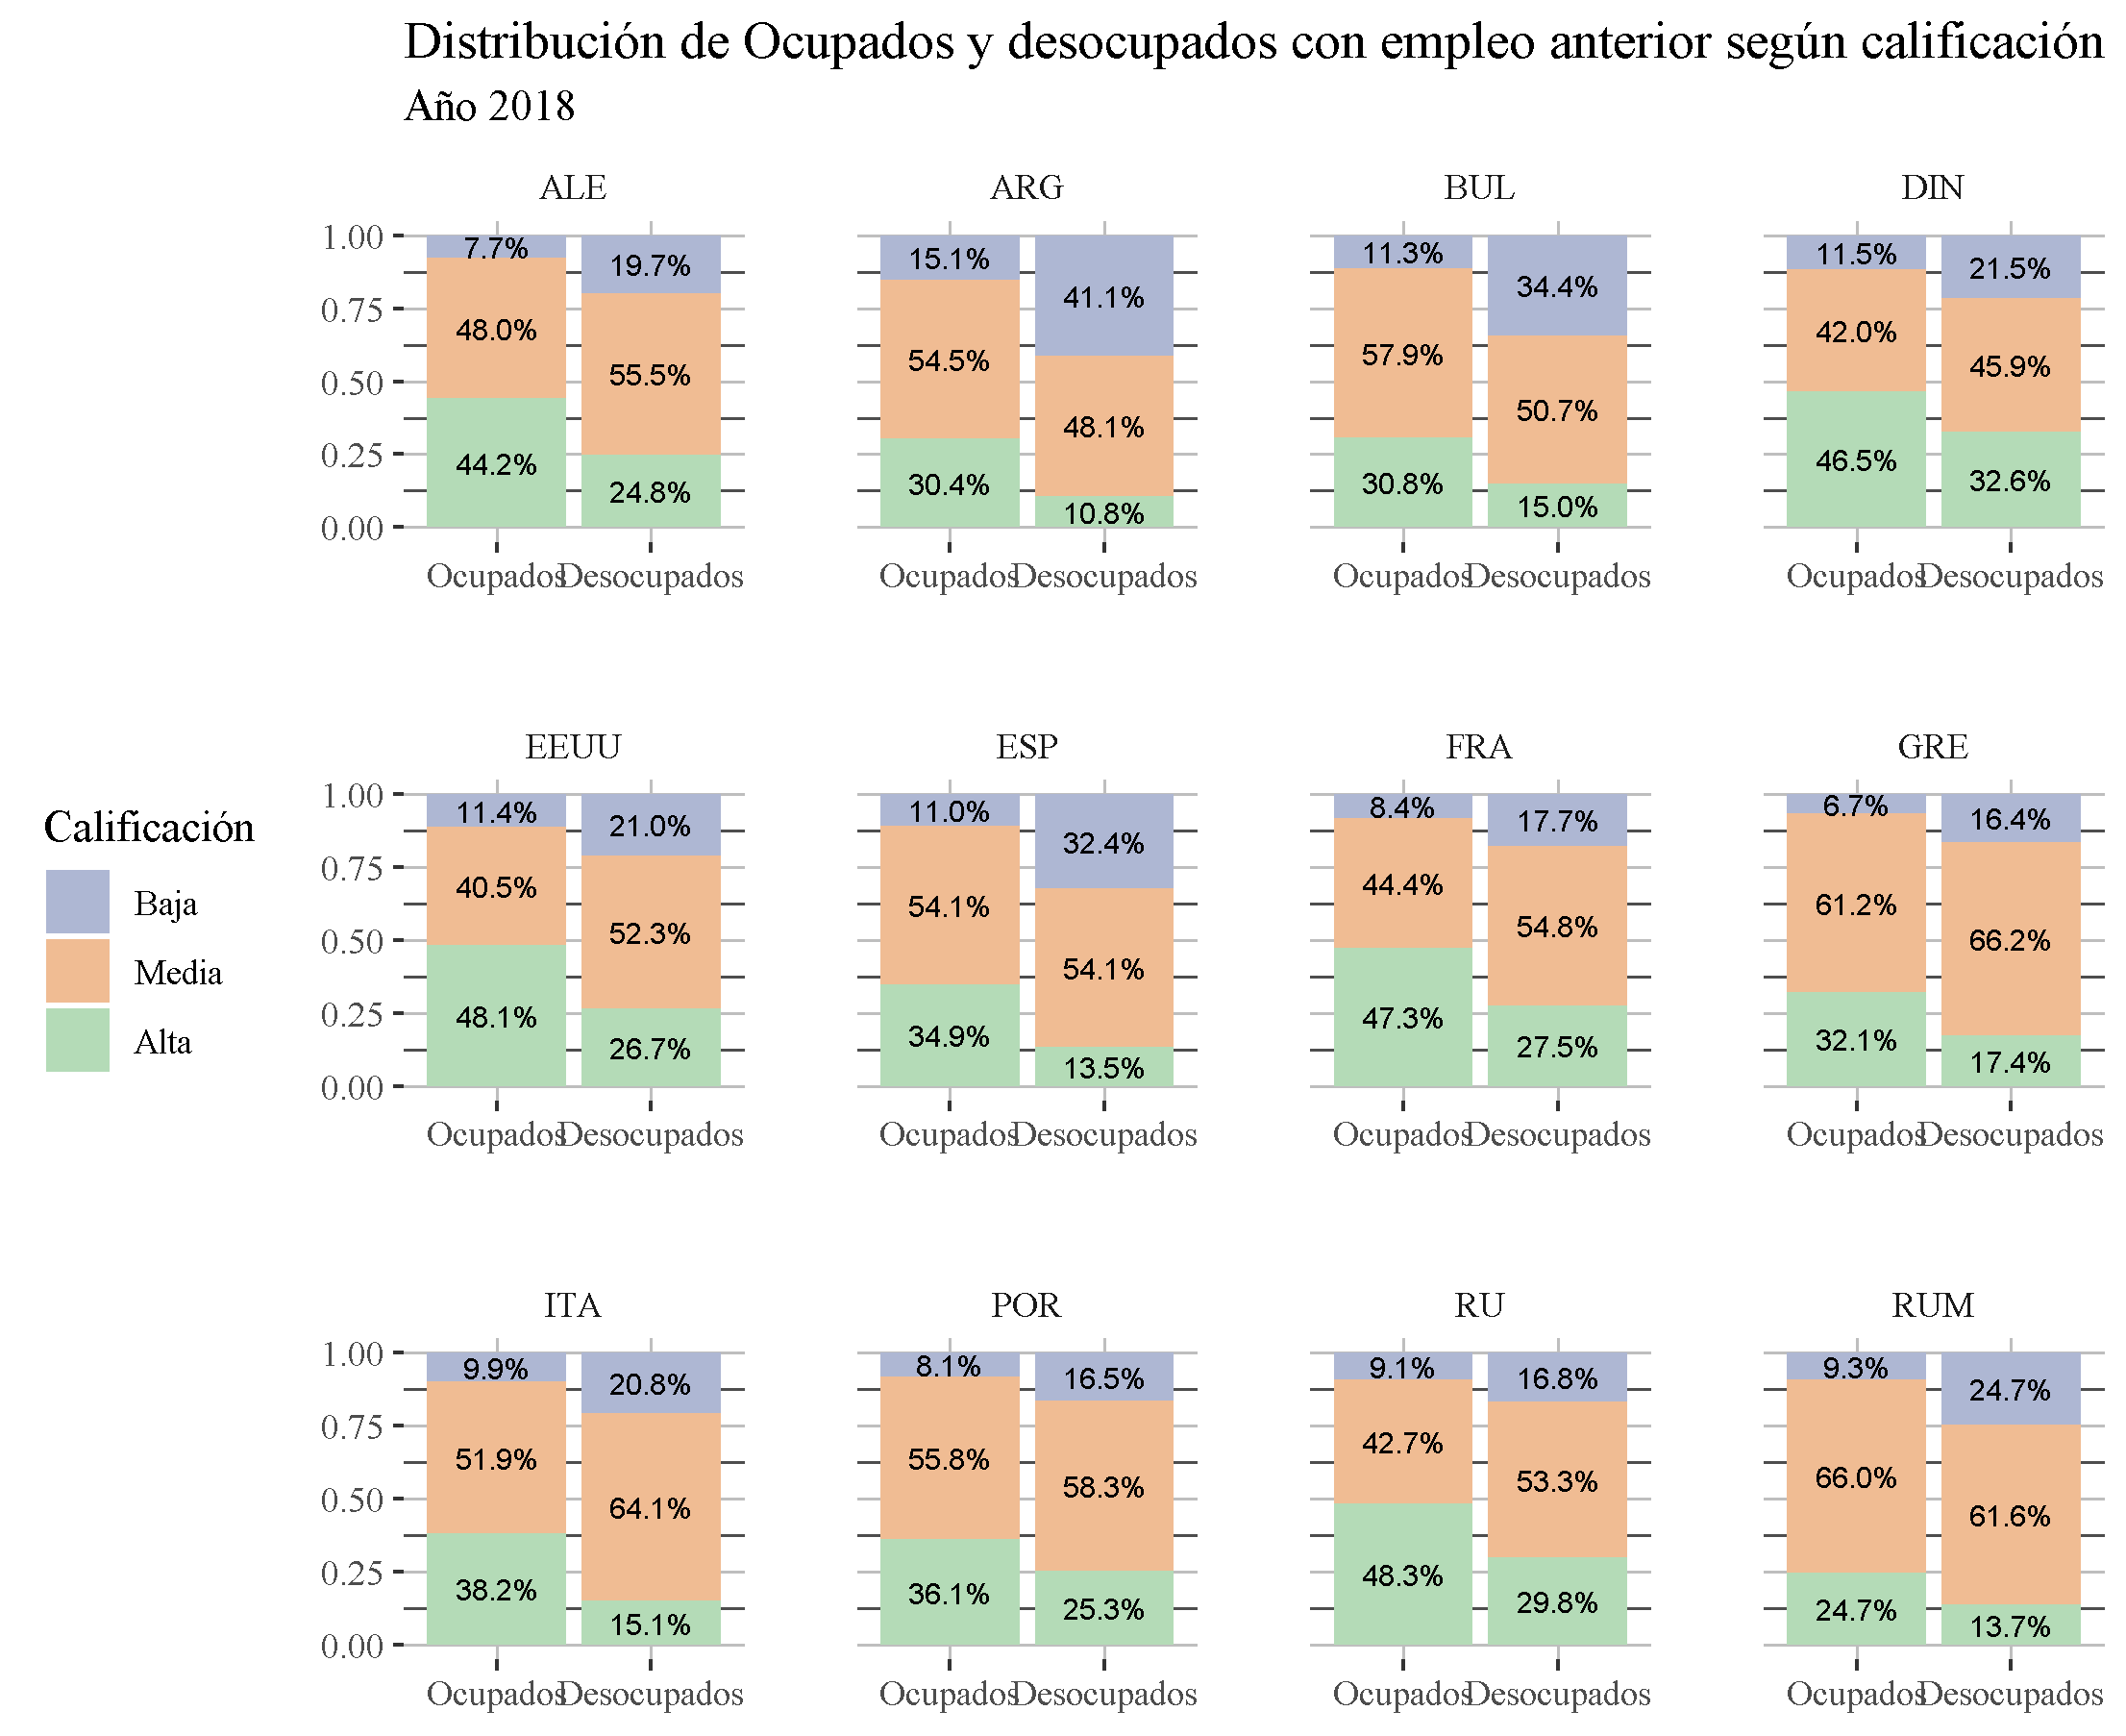 Distribución de Ocupados y desocupados con empleo anterior según calificación
Año 2018
ALE
ARG
BUL
DIN
1.00
0.75
0.50
0.25
0.00
7.7%
48.0%
44.2%
19.7%
55.5%
24.8%
15.1%
54.5%
30.4%
41.1%
48.1%
10.8%
11.3%
57.9%
30.8%
34.4%
50.7%
15.0%
11.5%
42.0%
46.5%
21.5%
45.9%
32.6%
Ocupados Desocupados
Ocupados Desocupados
Ocupados Desocupados
Ocupados Desocupados
Calificación
Baja
Media
Alta
EEUU
ESP
FRA
GRE
1.00
0.75
0.50
0.25
0.00
11.4%
40.5%
48.1%
21.0%
52.3%
26.7%
11.0%
54.1%
34.9%
32.4%
54.1%
13.5%
8.4%
44.4%
47.3%
17.7%
54.8%
27.5%
6.7%
61.2%
32.1%
16.4%
66.2%
17.4%
Ocupados Desocupados
Ocupados Desocupados
Ocupados Desocupados
Ocupados Desocupados
ITA
POR
RU
RUM
1.00
0.75
0.50
0.25
0.00
9.9%
51.9%
38.2%
20.8%
64.1%
15.1%
8.1%
55.8%
36.1%
16.5%
58.3%
25.3%
9.1%
42.7%
48.3%
16.8%
53.3%
29.8%
9.3%
66.0%
24.7%
24.7%
61.6%
13.7%
Ocupados Desocupados
Ocupados Desocupados
Ocupados Desocupados
Ocupados Desocupados